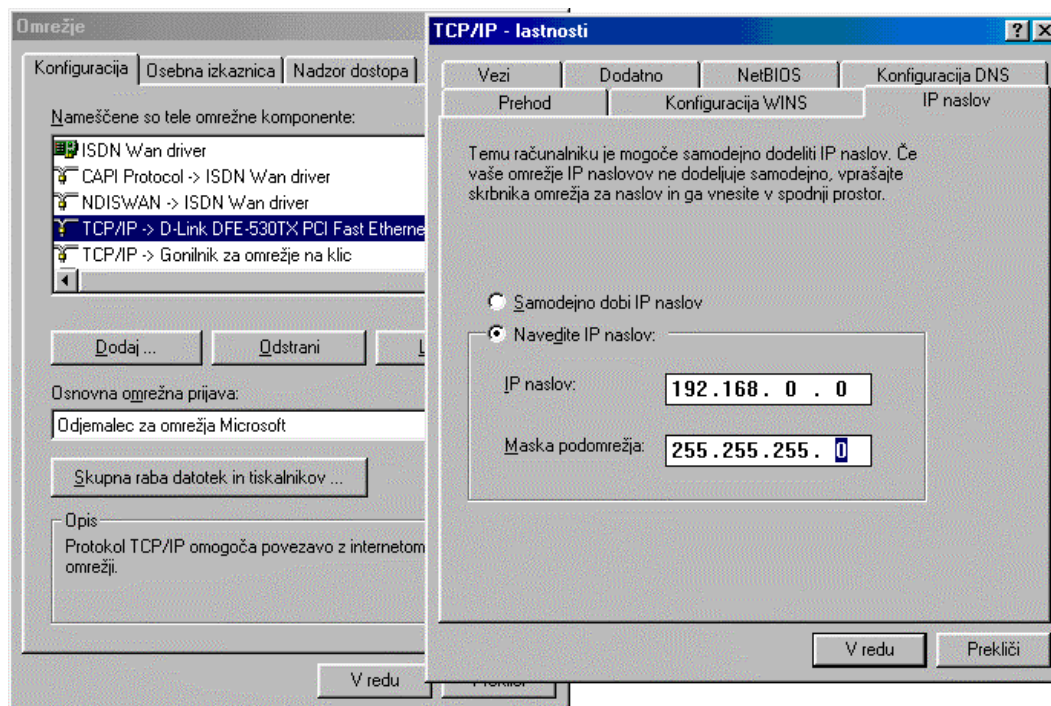 Omrežje
Konfiguracija
Osebna izkaznica
Nadzor dostopa
Nameščene so tele omrežne komponente:
ISDN Wan driver
CAPI Protocol -> ISDN Wan driver
NDISWAN -> ISDN Wan driver
TCP/IP -> D-Link DFE-530TX PCI Fast Etherne
TCP/IP -> Gonilnik za omrežje na klic
Dodaj ...
Odstrani
L
Osnovna omrežna prijava:
Odjemalec za omrežja Microsoft
Skupna raba datotek in tiskalnikov ...
Opis
Protokol TCP/IP omogoča povezavo z internetom
omrežji.
V redu
TCP/IP - lastnosti
Vezi
Dodatno
NetBIOS
Konfiguracija DNS
Prehod
Konfiguracija WINS
IP naslov
Temu računalniku je mogoče samodejno dodeliti IP naslov. Če
vaše omrežje IP naslovov ne dodeljuje samodejno, vprašajte
skrbnika omrežja za naslov in ga vnesite v spodnji prostor.
Samodejno dobi IP naslov
Navedite IP naslov:
IP naslov:
192.168. 0 . 0
Maska podomrežja:
255.255.255. 0
V redu
Prekliči